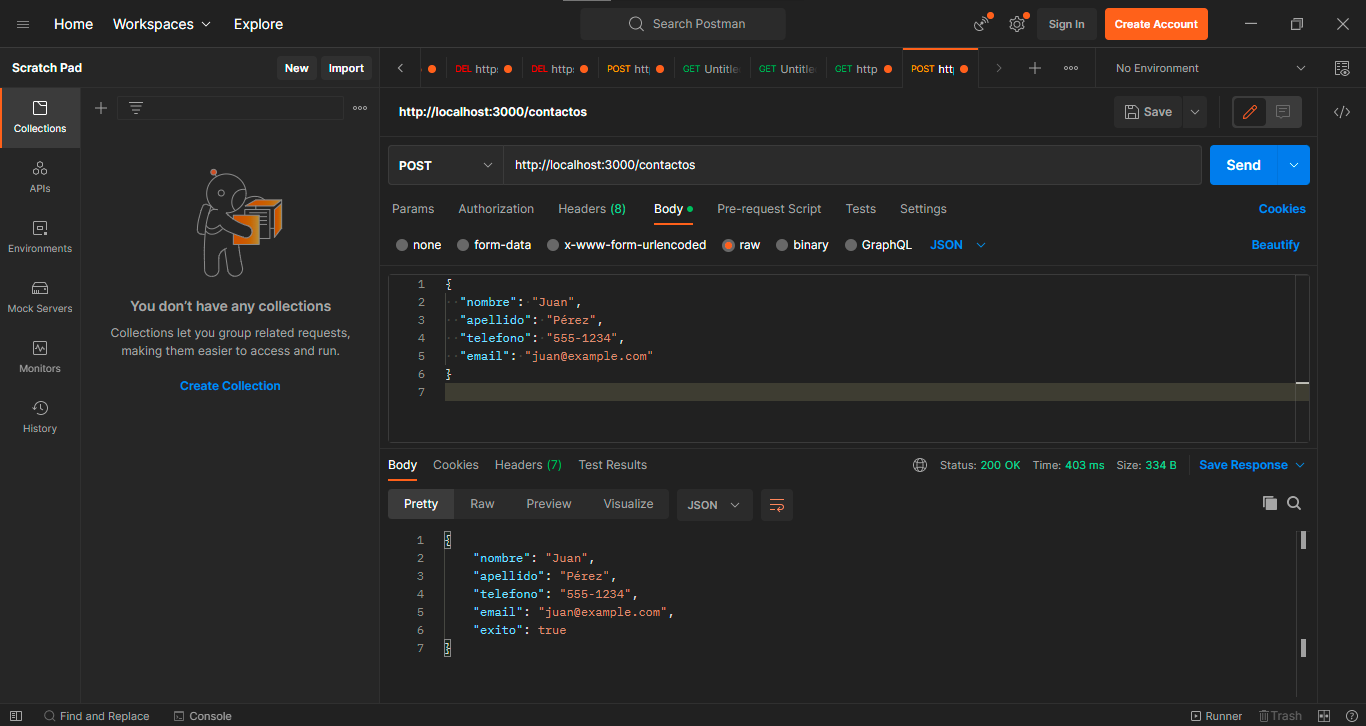 Home Workspaces Explore Search Postman Sign In Create Account
Scratch Pad New Import DEL http: DEL http: POST htt GET Untitle GET Untitle GET http POST htt No Environment
http://localhost:3000/contactos Save
Collections
APIs
Environments
Mock Servers
Monitors
History
You don’t have any collections
Collections let you group related requests,
making them easier to access and run.
Create Collection
POST http://localhost:3000/contactos Send
Params Authorization Headers (8) Body Pre-request Script Tests Settings Cookies
none form-data x-www-form-urlencoded raw binary GraphQL JSON Beautify
1 {
2 "nombre": "Juan",
3 "apellido": "Pérez",
4 "telefono": "555-1234",
5 "email": "juan@example.com"
6 }
7
Body Cookies Headers (7) Test Results Status: 200 OK Time: 403 ms Size: 334 B Save Response
Pretty Raw Preview Visualize JSON
1 {
2 "nombre": "Juan",
3 "apellido": "Pérez",
4 "telefono": "555-1234",
5 "email": "juan@example.com",
6 "exito": true
7 }
Find and Replace Console Runner Trash